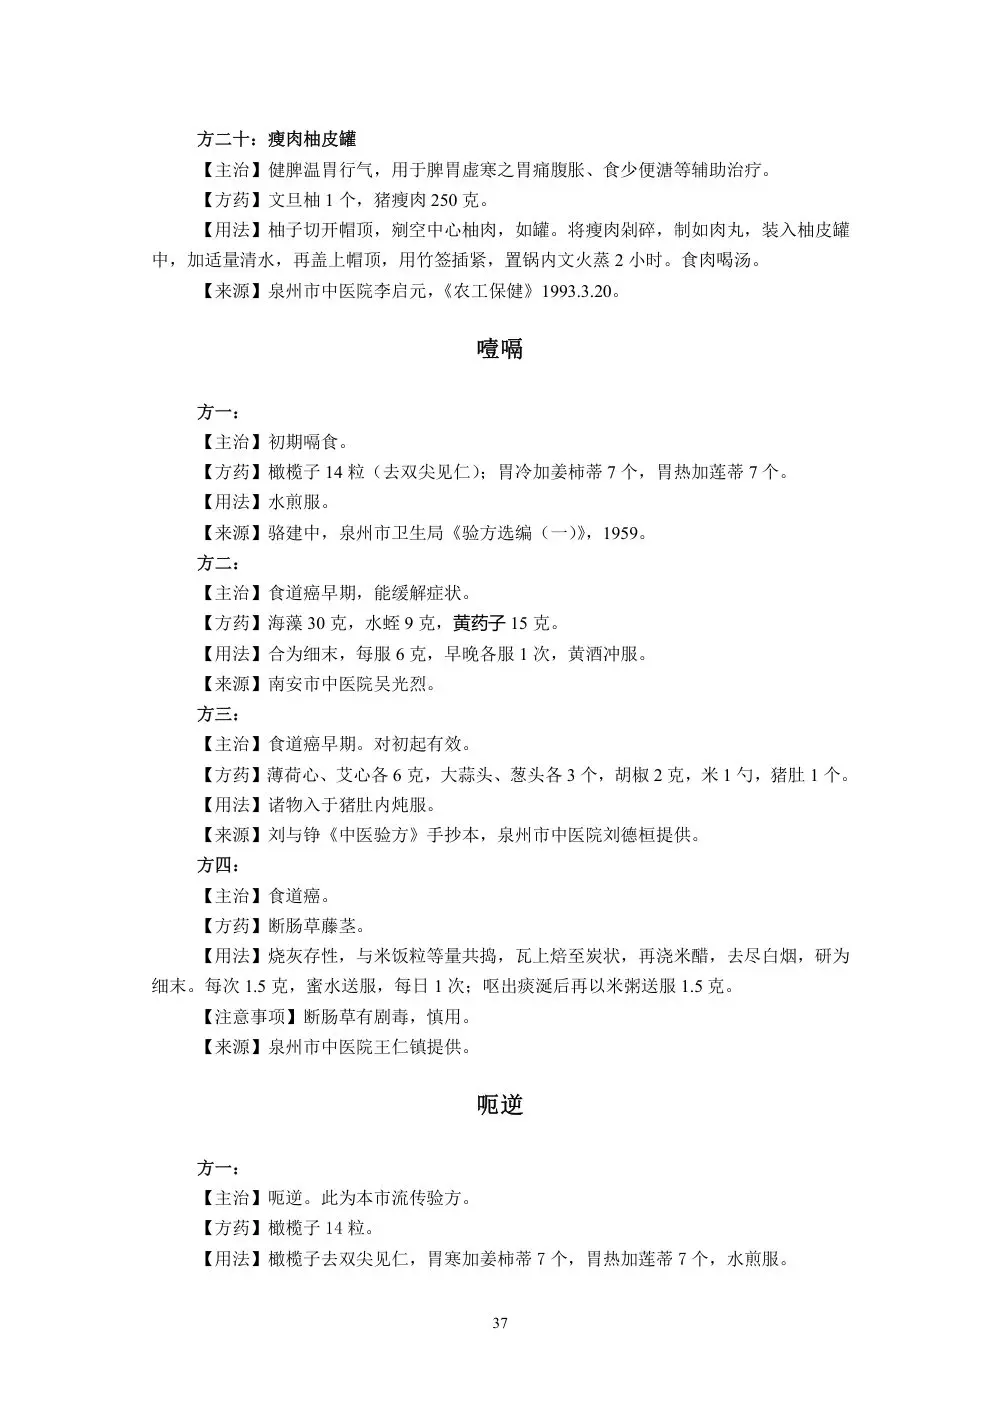 方二十：瘦肉柚皮罐
【主治】健脾温胃行气，用于脾胃虚寒之胃痛腹胀、食少便溏等辅助治疗。
【方药】文旦柚 1 个，猪瘦肉 250 克。
【用法】柚子切开帽顶，剜空中心柚肉，如罐。将瘦肉剁碎，制如肉丸，装入柚皮罐
中，加适量清水，再盖上帽顶，用竹签插紧，置锅内文火蒸 2 小时。食肉喝汤。
【来源】泉州市中医院李启元，《农工保健》1993.3.20。
噎嗝
方一：
【主治】初期嗝食。
【方药】橄榄子 14 粒（去双尖见仁）；胃冷加姜柿蒂 7 个，胃热加莲蒂 7 个。
【用法】水煎服。
【来源】骆建中，泉州市卫生局《验方选编（一）》，1959。
方二：
【主治】食道癌早期，能缓解症状。
【方药】海藻 30 克，水蛭 9 克，黄药子 15 克。
【用法】合为细末，每服 6 克，早晚各服 1 次，黄酒冲服。
【来源】南安市中医院吴光烈。
方三：
【主治】食道癌早期。对初起有效。
【方药】薄荷心、艾心各 6 克，大蒜头、葱头各 3 个，胡椒 2 克，米 1 勺，猪肚 1 个。
【用法】诸物入于猪肚内炖服。
【来源】刘与铮《中医验方》手抄本，泉州市中医院刘德桓提供。
方四：
【主治】食道癌。
【方药】断肠草藤茎。
【用法】烧灰存性，与米饭粒等量共捣，瓦上焙至炭状，再浇米醋，去尽白烟，研为
细末。每次 1.5 克，蜜水送服，每日 1 次；呕出痰涎后再以米粥送服 1.5 克。
【注意事项】断肠草有剧毒，慎用。
【来源】泉州市中医院王仁镇提供。
呃逆
方一：
【主治】呃逆。此为本市流传验方。
【方药】橄榄子 14 粒。
【用法】橄榄子去双尖见仁，胃寒加姜柿蒂 7 个，胃热加莲蒂 7 个，水煎服。
37